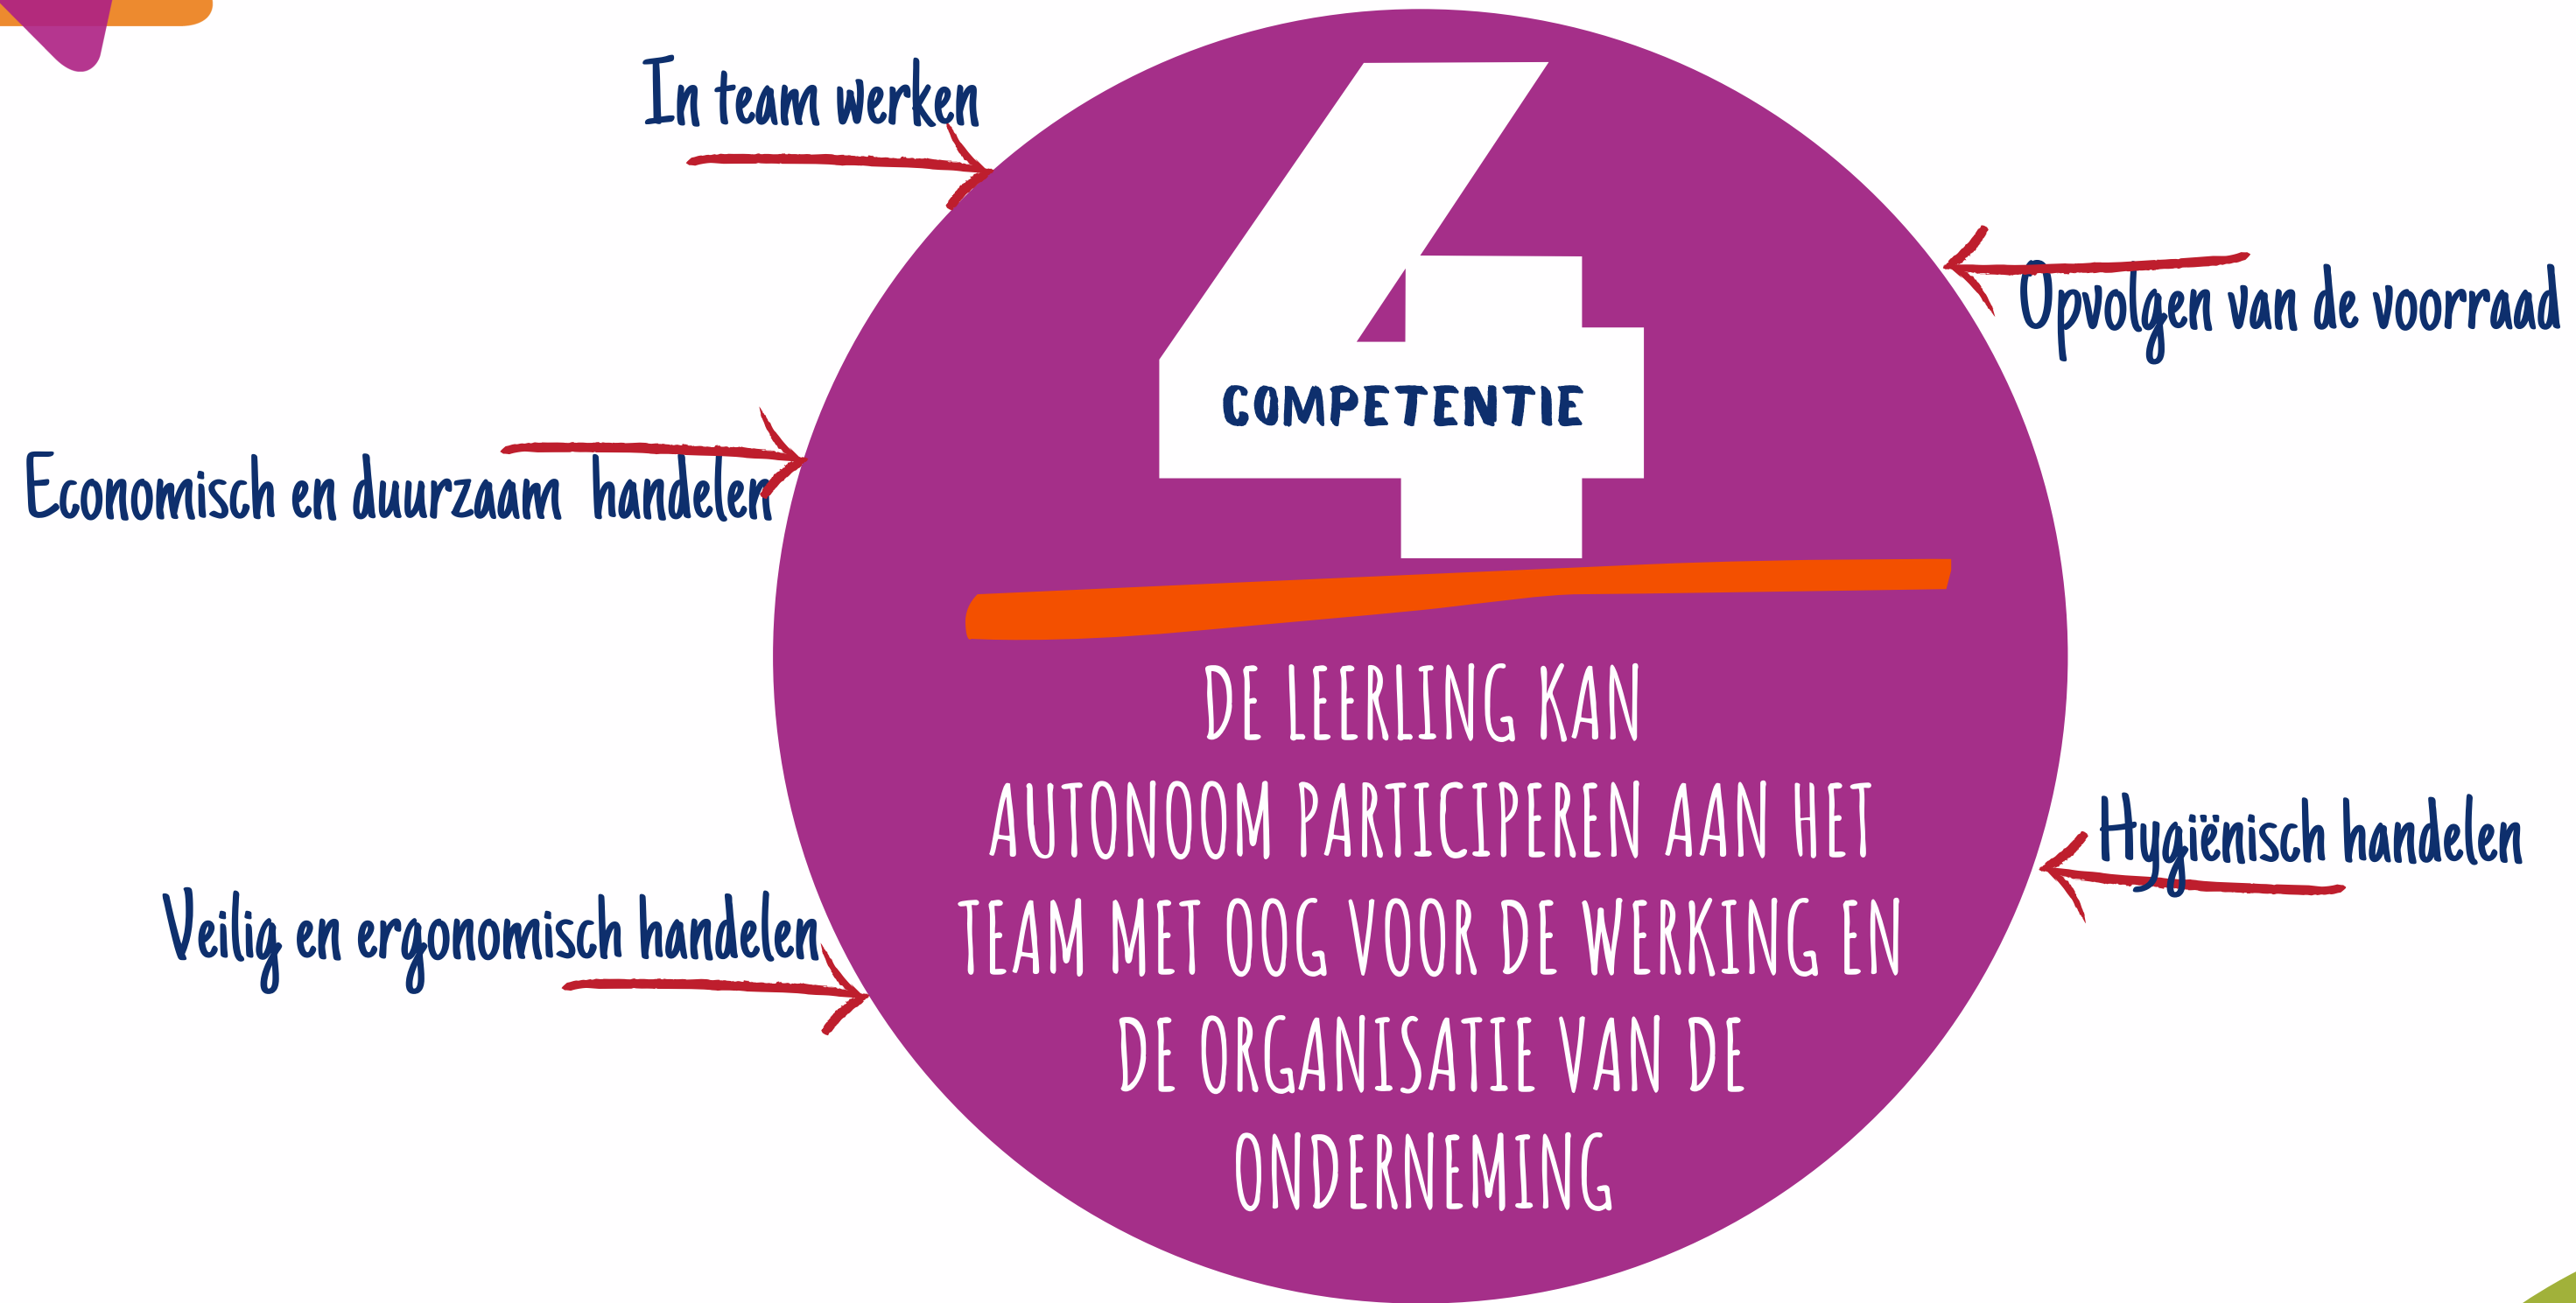 In team werken
Opvolgen van de voorraad
4
COMPETENTIE
Economisch en duurzaam handelen
DE LEERLING KAN
AUTONOOM PARTICIPEREN AAN HET
TEAM MET OOG VOOR DE WERKING EN
DE ORGANISATIE VAN DE
ONDERNEMING
Hygiënisch handelen
Veilig en ergonomisch handelen